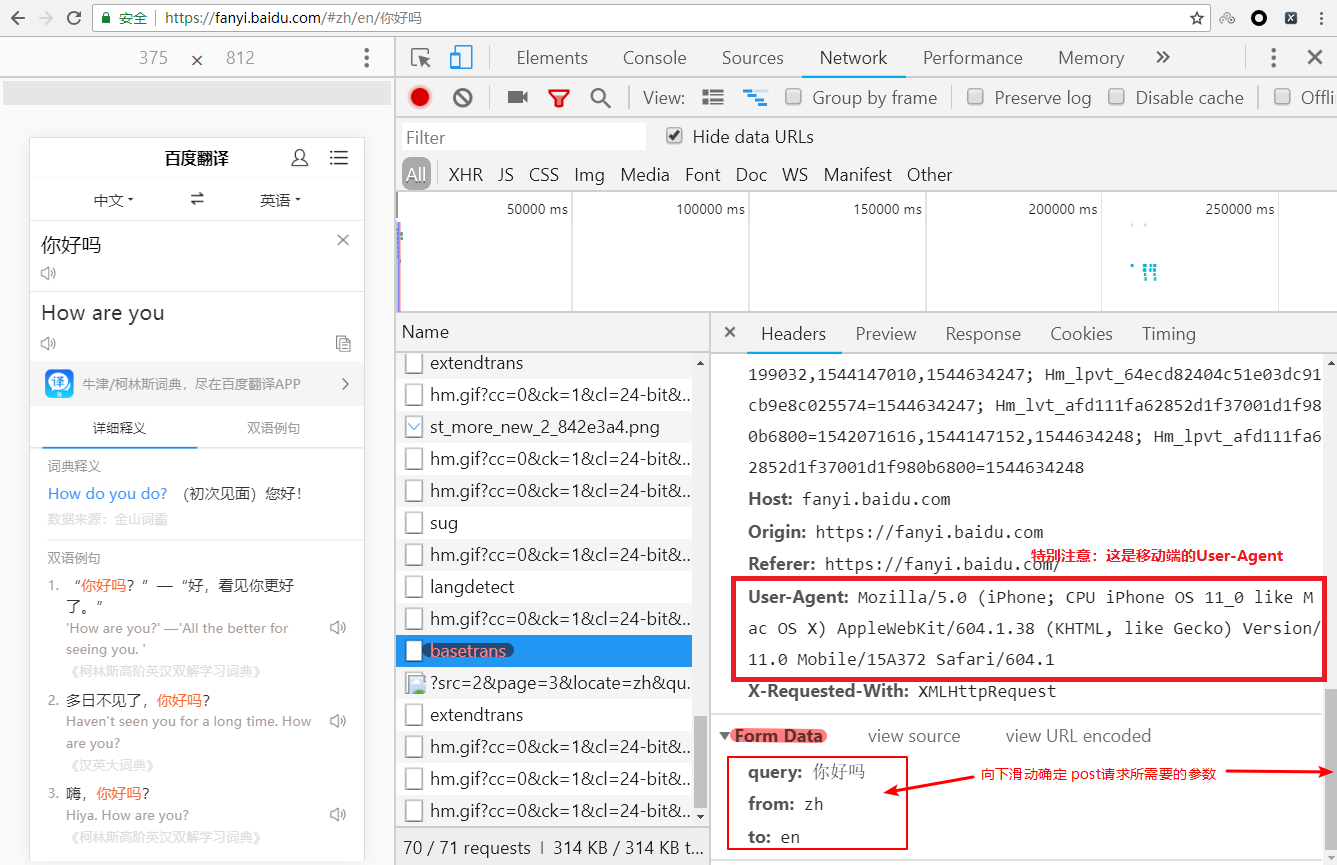 安全 | https://fanyi.baidu.com/#zh/en/你好吗
375 × 812
Elements Console Sources Network Performance Memory »
View: Group by frame Preserve log Disable cache Offli
Filter Hide data URLs
All XHR JS CSS Img Media Font Doc WS Manifest Other
50000 ms 100000 ms 150000 ms 200000 ms 250000 ms
百度翻译
中文 英语
你好吗
How are you
译
牛津/柯林斯词典，尽在百度翻译APP
详细释义 双语例句
词典释义
How do you do? （初次见面）您好！
数据来源：金山词霸
双语例句
1. “你好吗？”—“好，看见你更好
了。”
'How are you?' —'All the better for
seeing you. '
《柯林斯高阶英汉双解学习词典》
2. 多日不见了，你好吗？
Haven't seen you for a long time. How
are you?
《汉英大词典》
3. 嗨，你好吗？
Hiya. How are you?
《柯林斯高阶英汉双解学习词典》
Name
extendtrans
hm.gif?cc=0&ck=1&cl=24-bit&..
st_more_new_2_842e3a4.png
hm.gif?cc=0&ck=1&cl=24-bit&..
hm.gif?cc=0&ck=1&cl=24-bit&..
sug
hm.gif?cc=0&ck=1&cl=24-bit&..
langdetect
hm.gif?cc=0&ck=1&cl=24-bit&..
basetrans
?src=2&page=3&locate=zh&qu..
extendtrans
hm.gif?cc=0&ck=1&cl=24-bit&..
hm.gif?cc=0&ck=1&cl=24-bit&..
hm.gif?cc=0&ck=1&cl=24-bit&..
70 / 71 requests | 314 KB / 314 KB t...
Headers Preview Response Cookies Timing
199032,1544147010,1544634247; Hm_lpvt_64ecd82404c51e03dc91
cb9e8c025574=1544634247; Hm_lvt_afd111fa62852d1f37001d1f98
0b6800=1542071616,1544147152,1544634248; Hm_lpvt_afd111fa6
2852d1f37001d1f980b6800=1544634248
Host: fanyi.baidu.com
Origin: https://fanyi.baidu.com
特别注意：这是移动端的User-Agent
Referer: https://fanyi.baidu.com/
User-Agent: Mozilla/5.0 (iPhone; CPU iPhone OS 11_0 like M
ac OS X) AppleWebKit/604.1.38 (KHTML, like Gecko) Version/
11.0 Mobile/15A372 Safari/604.1
X-Requested-With: XMLHttpRequest
Form Data view source view URL encoded
query: 你好吗
向下滑动确定 post请求所需要的参数
from: zh
to: en